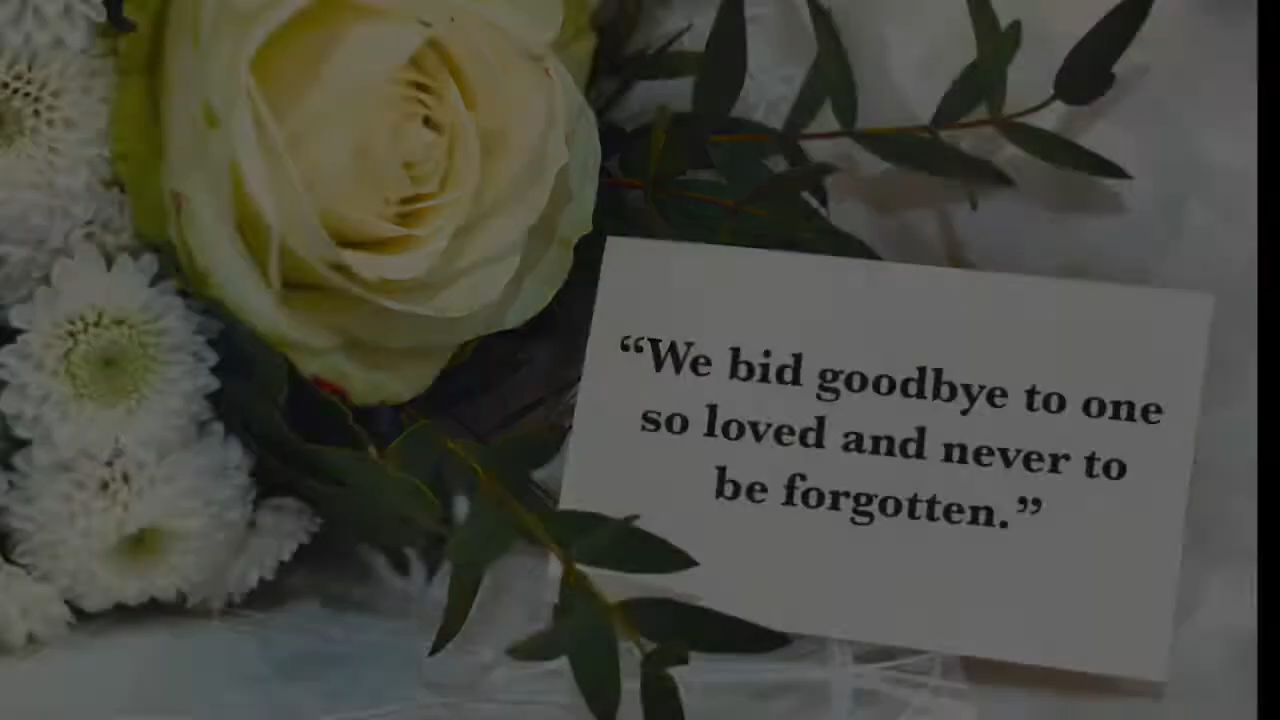 “We bid goodbye to one
so loved and never to
be forgotten.”